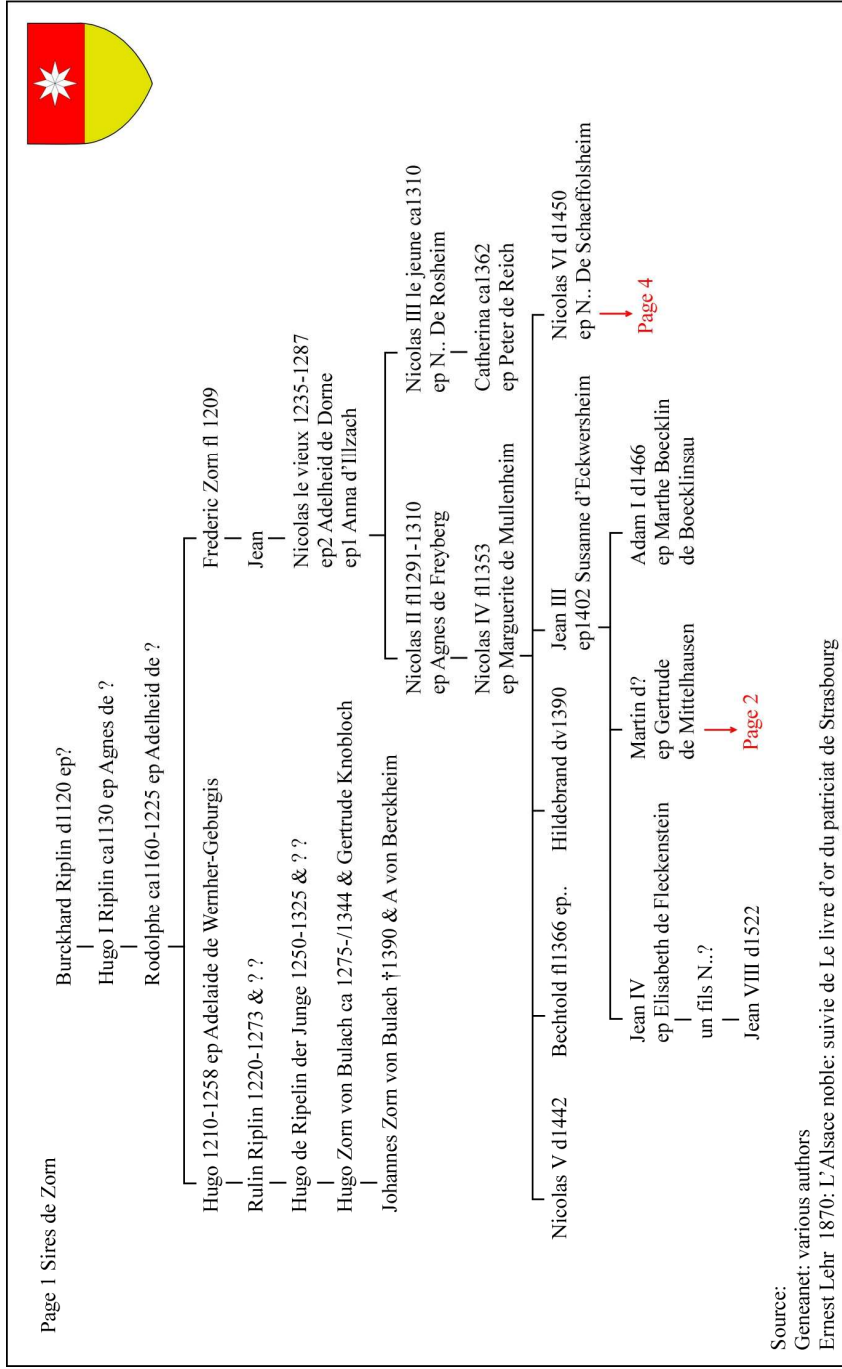 Page 1 Sires de Zorn
Burckhard Riplin d1120 ep?
Hugo I Riplin ca1130 ep Agnes de ?
Rodolphe ca1160-1225 ep Adelheid de ?
Hugo 1210-1258 ep Adelaide de Wernher-Geburgis
Rulin Riplin 1220-1273 & ? ?
Hugo de Ripelin der Junge 1250-1325 & ? ?
Hugo Zorn von Bulach ca 1275-/1344 & Gertrude Knobloch
Johannes Zorn von Bulach †1390 & A von Berckheim
Frederic Zorn fl 1209
Jean
Nicolas le vieux 1235-1287
ep2 Adelheid de Dorne
ep1 Anna d'Illzach
Nicolas II fl1291-1310
ep Agnes de Freyberg
Nicolas III le jeune ca1310
ep N.. De Rosheim
Nicolas IV fl1353
ep Marguerite de Mullenheim
Catherina ca1362
ep Peter de Reich
Nicolas V d1442
Bechtold fl1366 ep..
Hildebrand dv1390
Jean III
ep1402 Susanne d'Eckwersheim
Nicolas VI d1450
ep N.. De Schaeffolsheim
Page 4
Jean IV
ep Elisabeth de Fleckenstein
un fils N..?
Jean VIII d1522
Martin d?
ep Gertrude
de Mittelhausen
Page 2
Adam I d1466
ep Marthe Boecklin
de Boecklinsau
Source:
Geneanet: various authors
Ernest Lehr 1870: L'Alsace noble: suivie de Le livre d'or du patriciat de Strasbourg